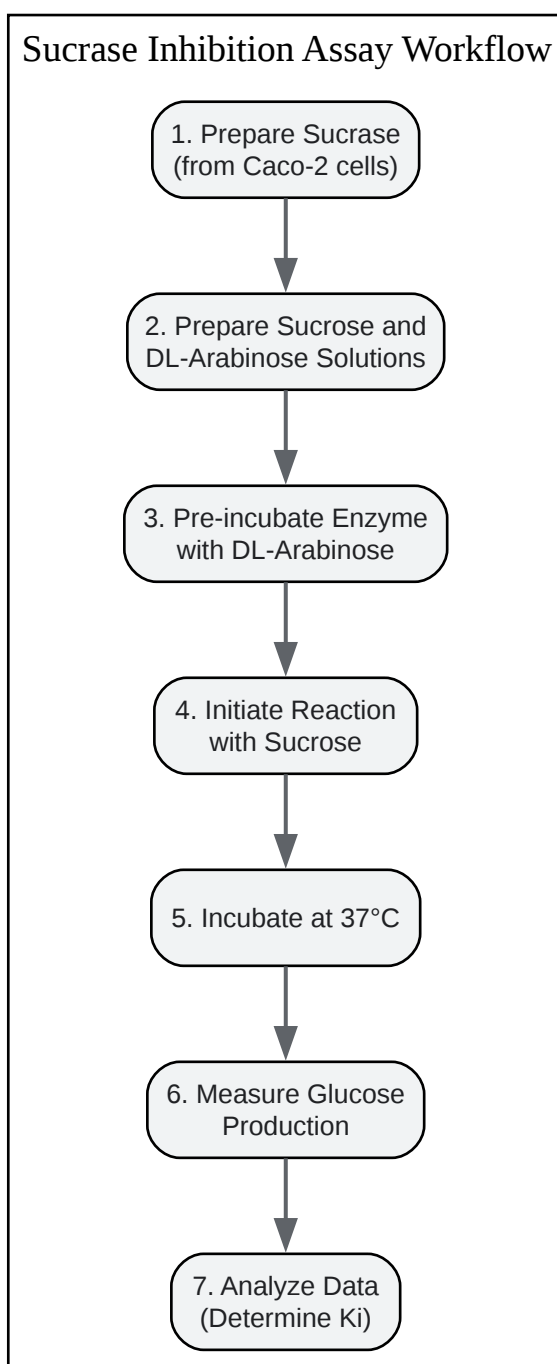 Sucrase Inhibition Assay Workflow
1. Prepare Sucrase
(from Caco-2 cells)
2. Prepare Sucrose and
DL-Arabinose Solutions
3. Pre-incubate Enzyme
with DL-Arabinose
4. Initiate Reaction
with Sucrose
5. Incubate at 37°C
6. Measure Glucose
Production
7. Analyze Data
(Determine Ki)